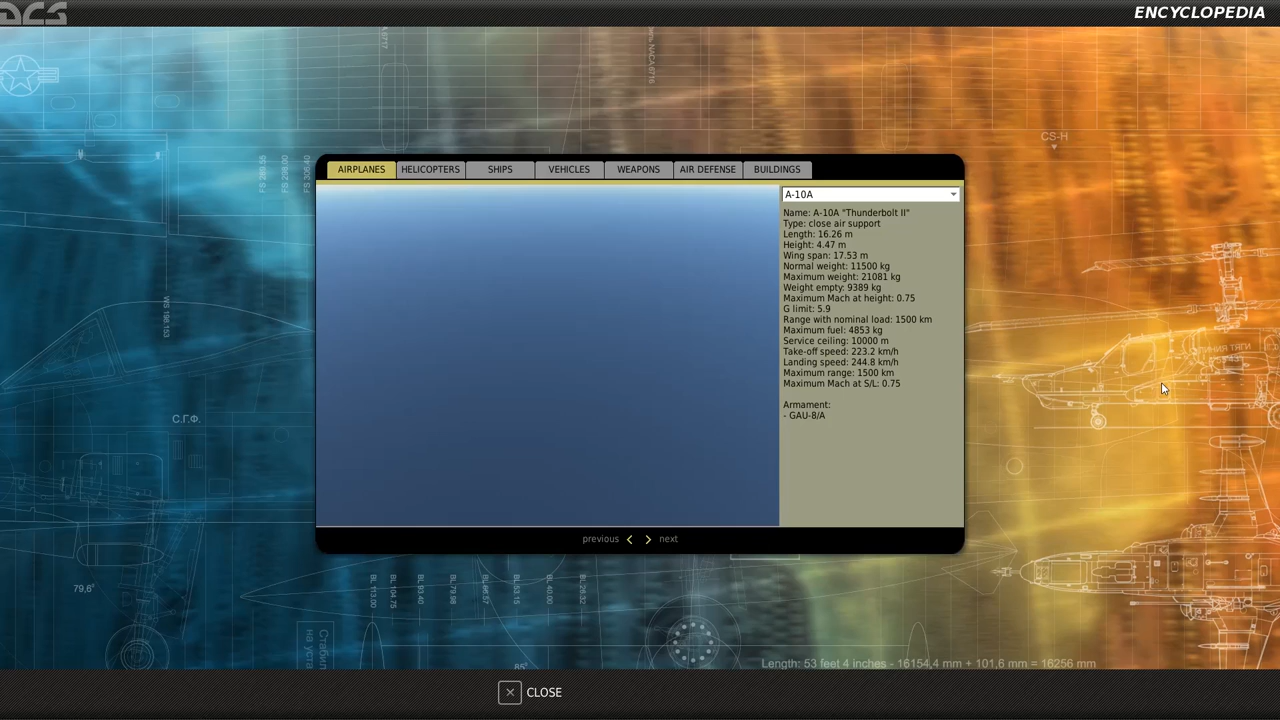 DCS
ENCYCLOPEDIA
CS-H
AIRPLANES
HELICOPTERS
SHIPS
VEHICLES
WEAPONS
AIR DEFENSE
BUILDINGS
A-10A
Name: A-10A "Thunderbolt II"
Type: close air support
Length: 16.26 m
Height: 4.47 m
Wing span: 17.53 m
Normal weight: 11500 kg
Maximum weight: 21081 kg
Weight empty: 9389 kg
Maximum Mach at height: 0.75
G limit: 5.9
Range with nominal load: 1500 km
Maximum fuel: 4853 kg
Service ceiling: 10000 m
Take-off speed: 223.2 km/h
Landing speed: 244.8 km/h
Maximum range: 1500 km
Maximum Mach at S/L: 0.75
Armament:
- GAU-8/A
С.Г.Ф.
previous
next
79,6°
BL 113.00
85°
Length: 53 feet 4 inches - 16154,4 mm + 101,6 mm = 16256 mm
CLOSE